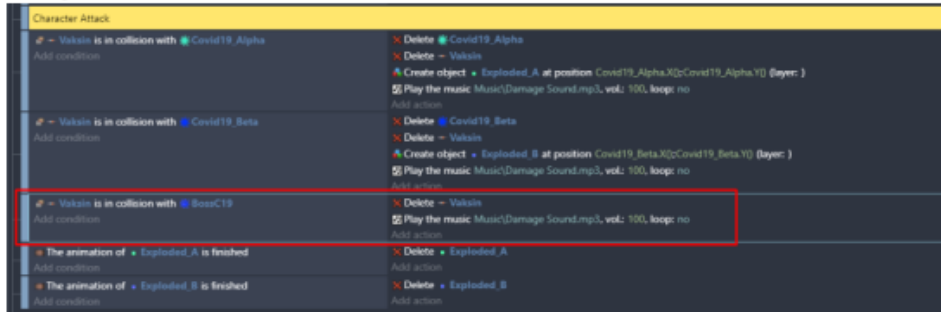 Character Attack
Vaksin is in collision with Covid19_Alpha
Add condition
Delete Covid19_Alpha
Delete Vaksin
Create object Exploded_A at position Covid19_Alpha.X();Covid19_Alpha.Y() (layer: )
Play the music Music\Damage Sound.mp3, vol.: 100, loop: no
Add action
Vaksin is in collision with Covid19_Beta
Add condition
Delete Covid19_Beta
Delete Vaksin
Create object Exploded_B at position Covid19_Beta.X();Covid19_Beta.Y() (layer: )
Play the music Music\Damage Sound.mp3, vol.: 100, loop: no
Add action
Vaksin is in collision with BossC19
Add condition
Delete Vaksin
Play the music Music\Damage Sound.mp3, vol.: 100, loop: no
Add action
The animation of Exploded_A is finished
Add condition
Delete Exploded_A
Add action
The animation of Exploded_B is finished
Add condition
Delete Exploded_B
Add action